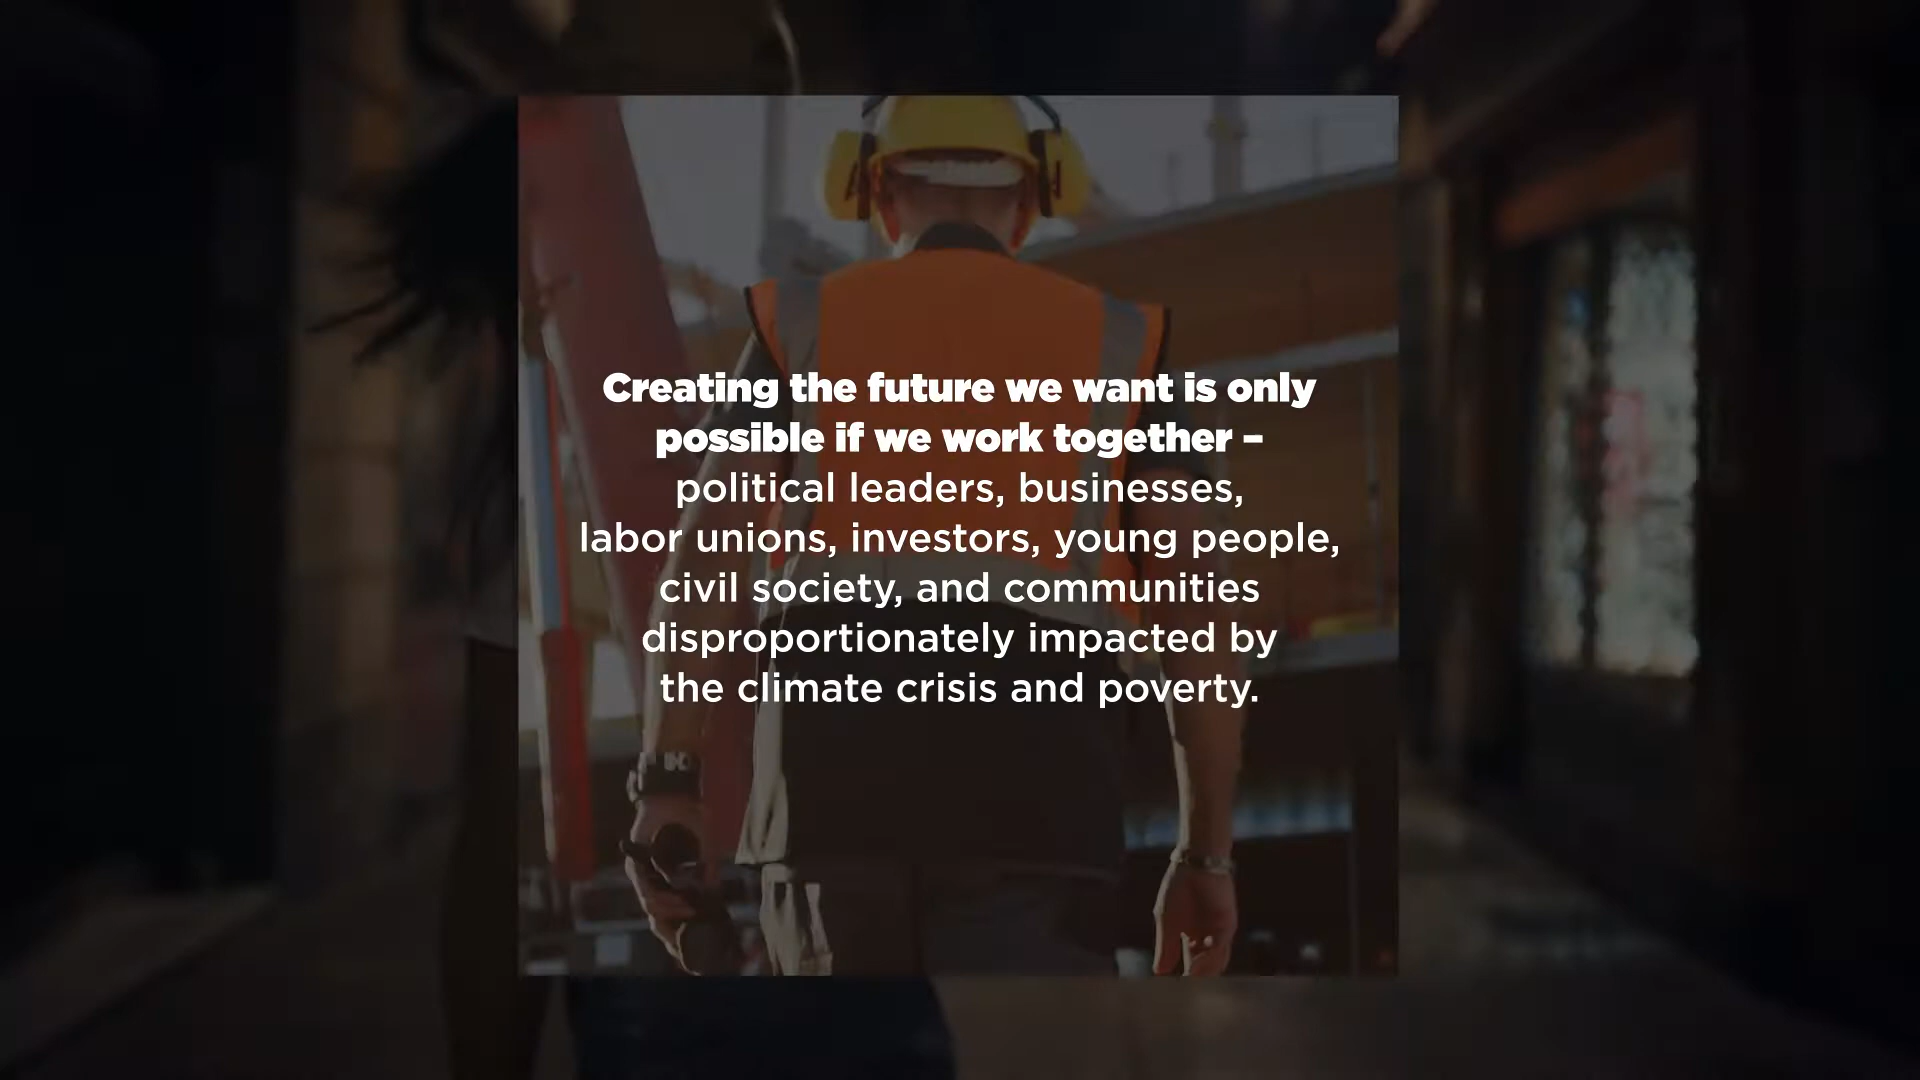 Creating the future we want is only
possible if we work together –
political leaders, businesses,
labor unions, investors, young people,
civil society, and communities
disproportionately impacted by
the climate crisis and poverty.